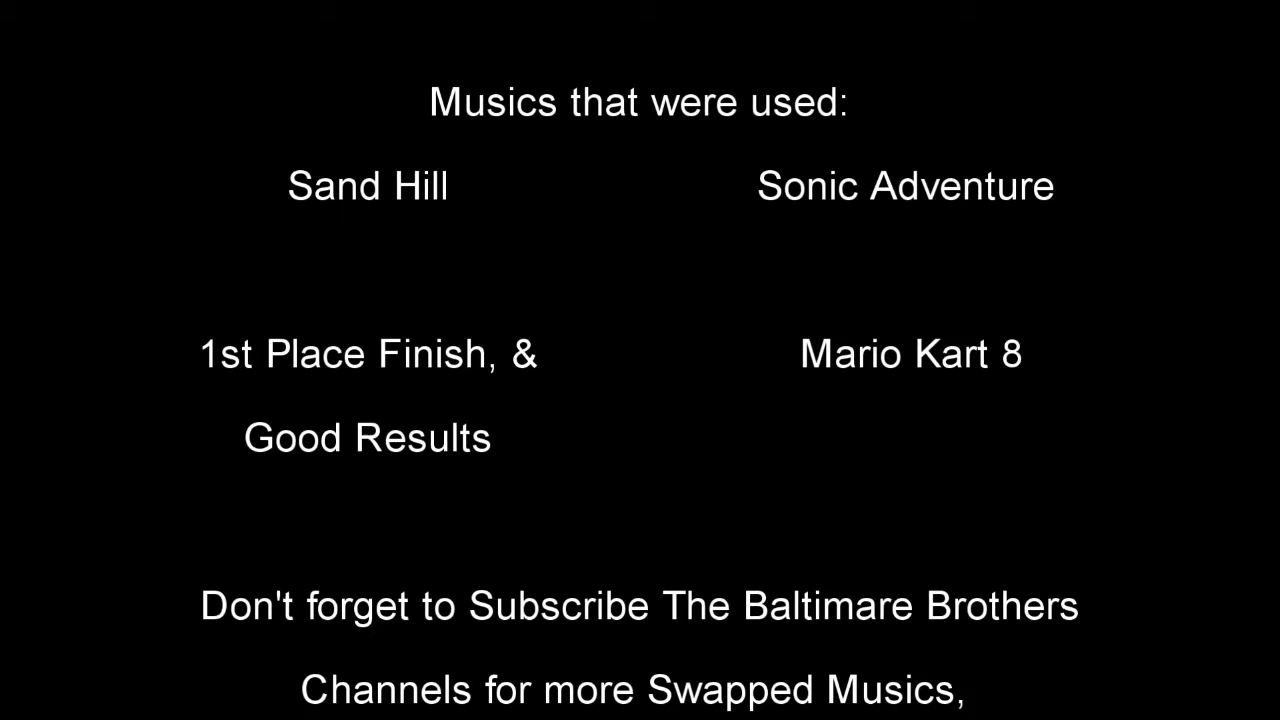 Musics that were used:
Sand Hill Sonic Adventure
1st Place Finish, & Mario Kart 8
Good Results
Don't forget to Subscribe The Baltimare Brothers
Channels for more Swapped Musics,